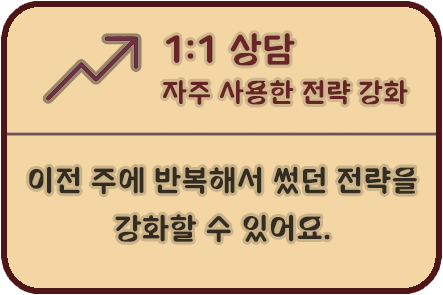 1:1 상담
자주 사용한 전략 강화
이전 주에 반복해서 썼던 전략을
강화할 수 있어요.